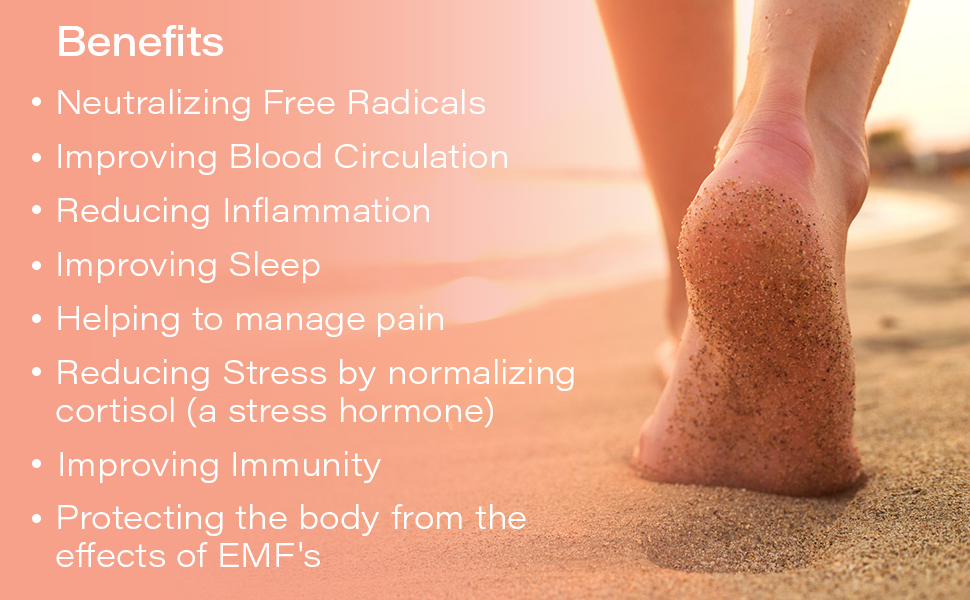 Benefits
• Neutralizing Free Radicals
• Improving Blood Circulation
• Reducing Inflammation
• Improving Sleep
• Helping to manage pain
• Reducing Stress by normalizing
cortisol (a stress hormone)
• Improving Immunity
• Protecting the body from the
effects of EMF's